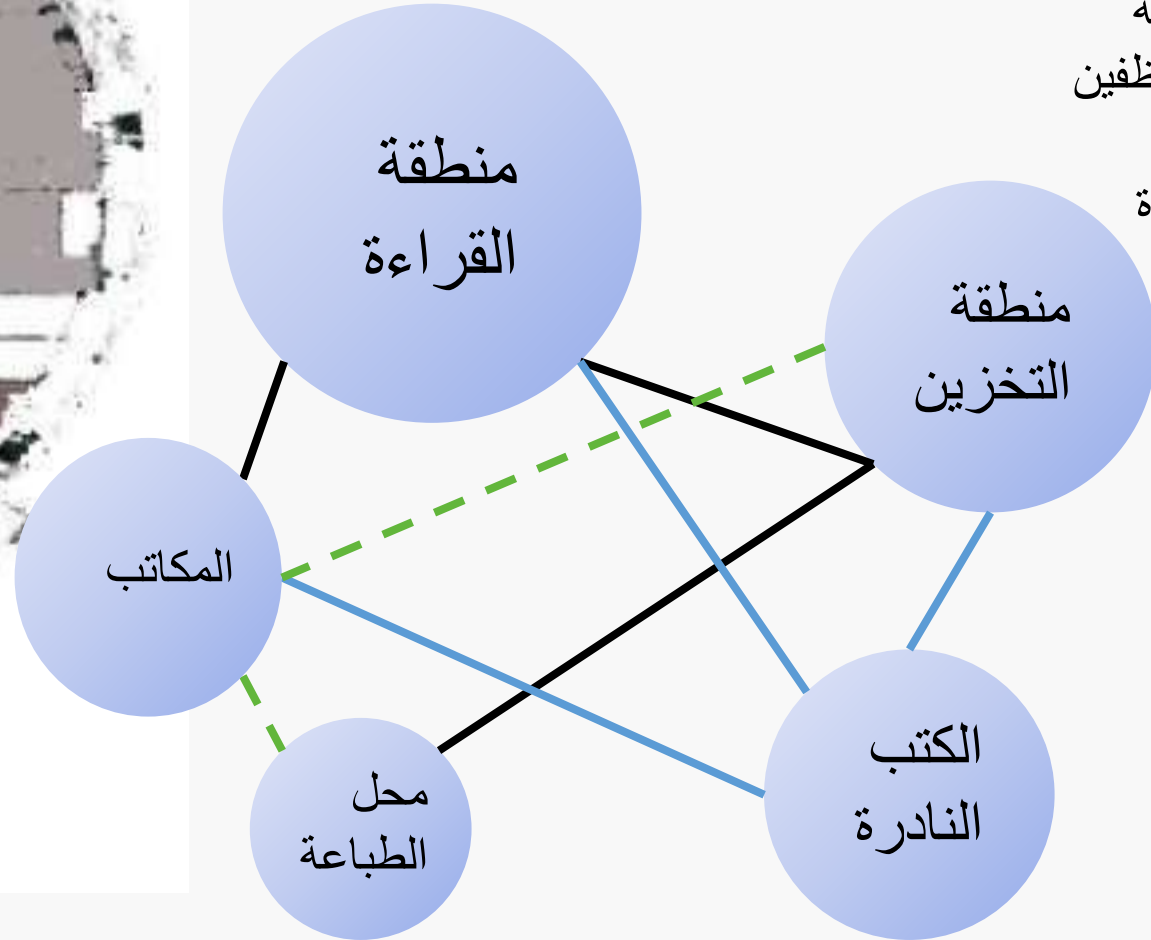 منطقة
القراءة
منطقة
التخزين
المكاتب
محل
الطباعة
الكتب
النادرة